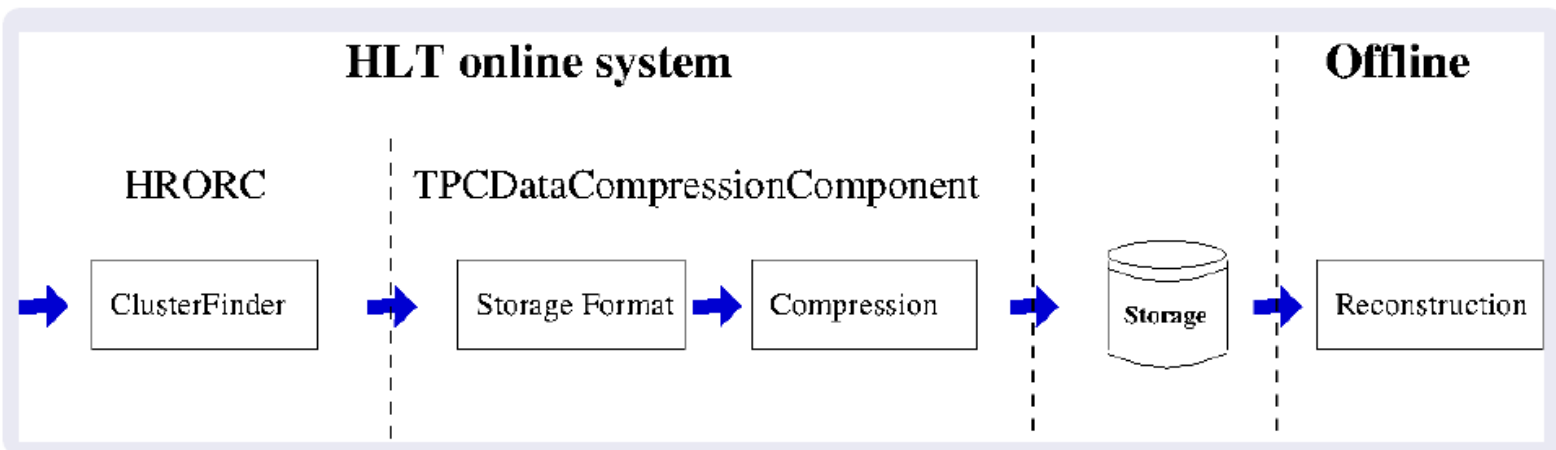 HLT online system
Offline
HRORC
TPCDataCompressionComponent
ClusterFinder
Storage Format
Compression
Storage
Reconstruction